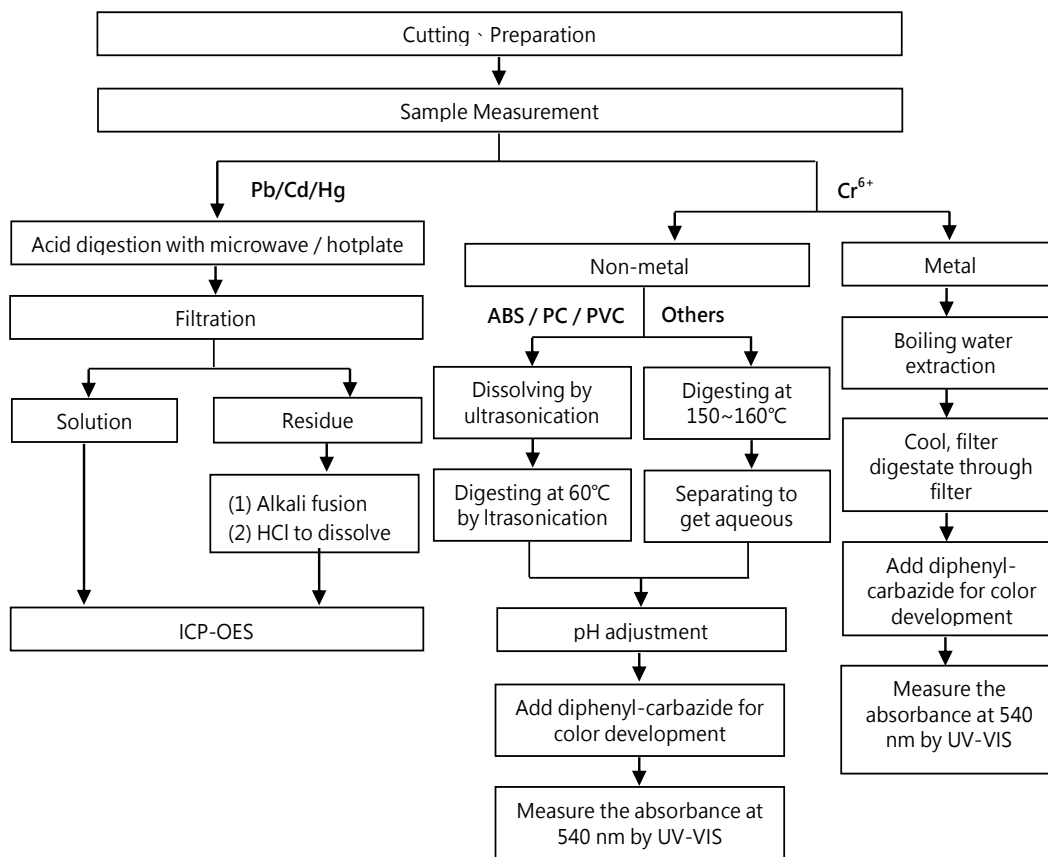 Cutting、Preparation
Sample Measurement
Pb/Cd/Hg
Cr⁶⁺
Acid digestion with microwave / hotplate
Non-metal
Metal
Filtration
ABS / PC / PVC
Others
Boiling water
extraction
Solution
Residue
Dissolving by
ultrasonication
Digesting at
150~160℃
Cool, filter
digestate through
filter
(1) Alkali fusion
(2) HCl to dissolve
Digesting at 60℃
by ltrasonication
Separating to
get aqueous
Add diphenyl-
carbazide for color
development
ICP-OES
pH adjustment
Measure the
absorbance at 540
nm by UV-VIS
Add diphenyl-carbazide for
color development
Measure the absorbance at
540 nm by UV-VIS